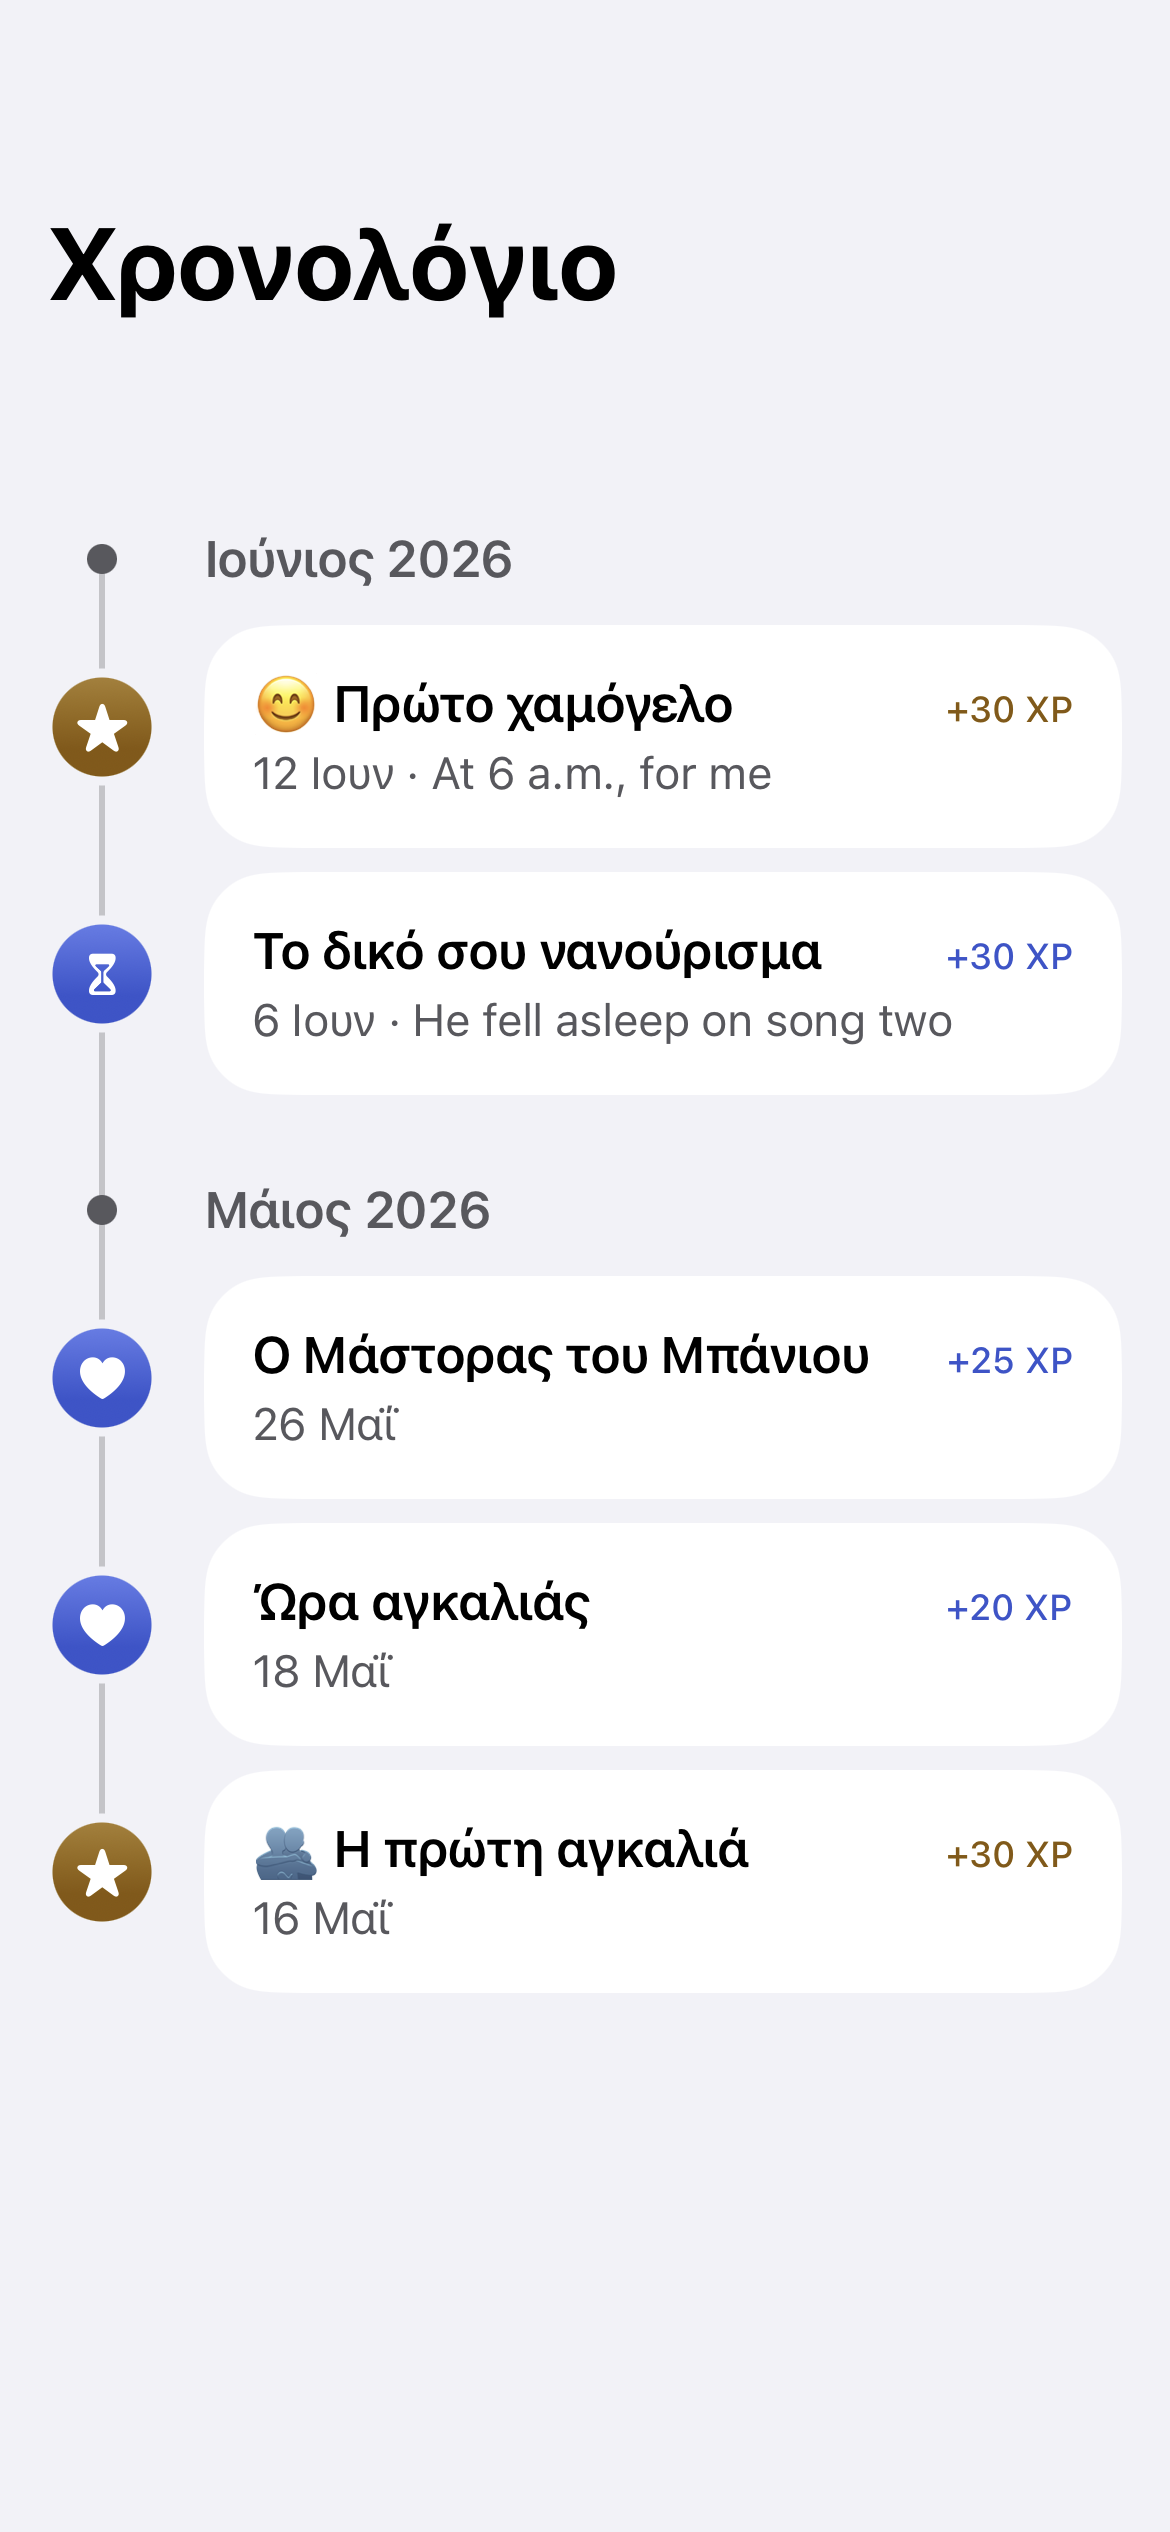 Χρονολόγιο
Ιούνιος 2026
😊 Πρώτο χαμόγελο +30 XP
12 Ιουν · At 6 a.m., for me
Το δικό σου νανούρισμα +30 XP
6 Ιουν · He fell asleep on song two
Μάιος 2026
Ο Μάστορας του Μπάνιου +25 XP
26 Μαΐ
Ώρα αγκαλιάς +20 XP
18 Μαΐ
🫂 Η πρώτη αγκαλιά +30 XP
16 Μαΐ